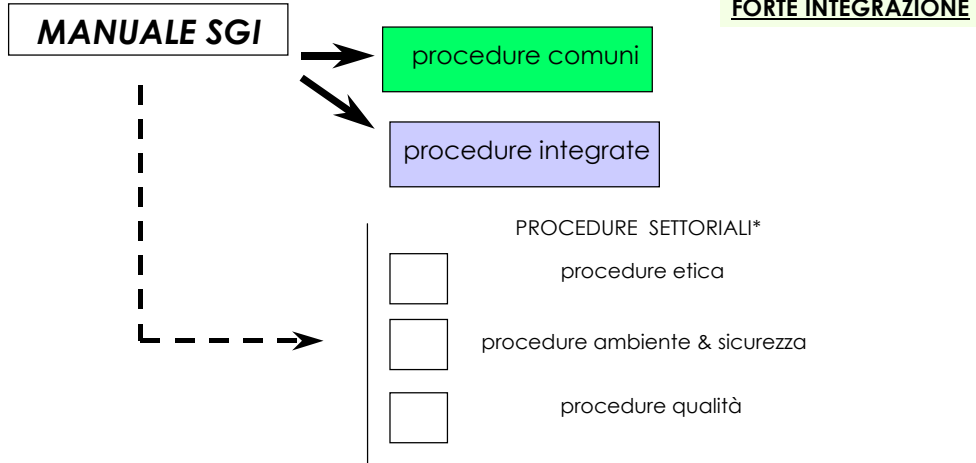 FORTE INTEGRAZIONE
MANUALE SGI
procedure comuni
procedure integrate
PROCEDURE SETTORIALI*
procedure etica
procedure ambiente & sicurezza
procedure qualità